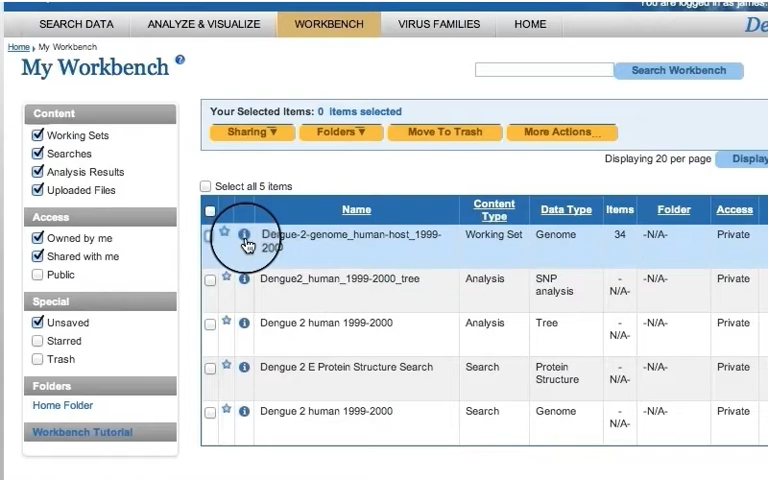 You are logged in as james.
SEARCH DATA ANALYZE & VISUALIZE WORKBENCH VIRUS FAMILIES HOME
Home My Workbench
My Workbench ?
Search Workbench
Content
Working Sets
Searches
Analysis Results
Uploaded Files
Access
Owned by me
Shared with me
Public
Special
Unsaved
Starred
Trash
Folders
Home Folder
Workbench Tutorial
Your Selected Items: 0 items selected
Sharing Folders Move To Trash More Actions...
Displaying 20 per page Display
Select all 5 items
Name Content Type Data Type Items Folder Access
Dengue-2-genome_human-host_1999-200 Working Set Genome 34 -N/A- Private
Dengue2_human_1999-2000_tree Analysis SNP analysis -N/A- -N/A- Private
Dengue 2 human 1999-2000 Analysis Tree -N/A- -N/A- Private
Dengue 2 E Protein Structure Search Search Protein Structure -N/A- -N/A- Private
Dengue 2 human 1999-2000 Search Genome -N/A- -N/A- Private